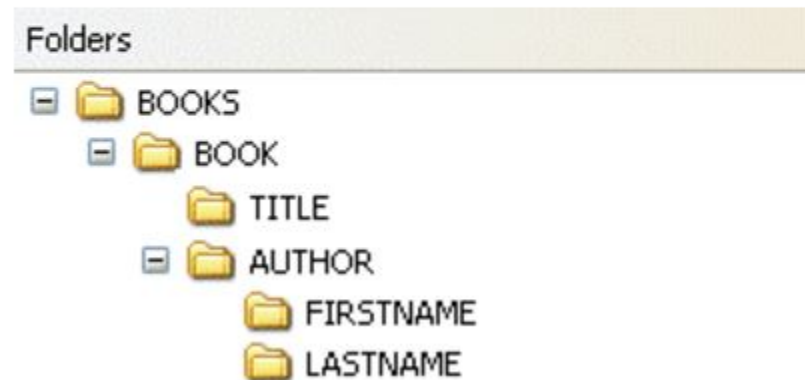 Folders
BOOKS
BOOK
TITLE
AUTHOR
FIRSTNAME
LASTNAME